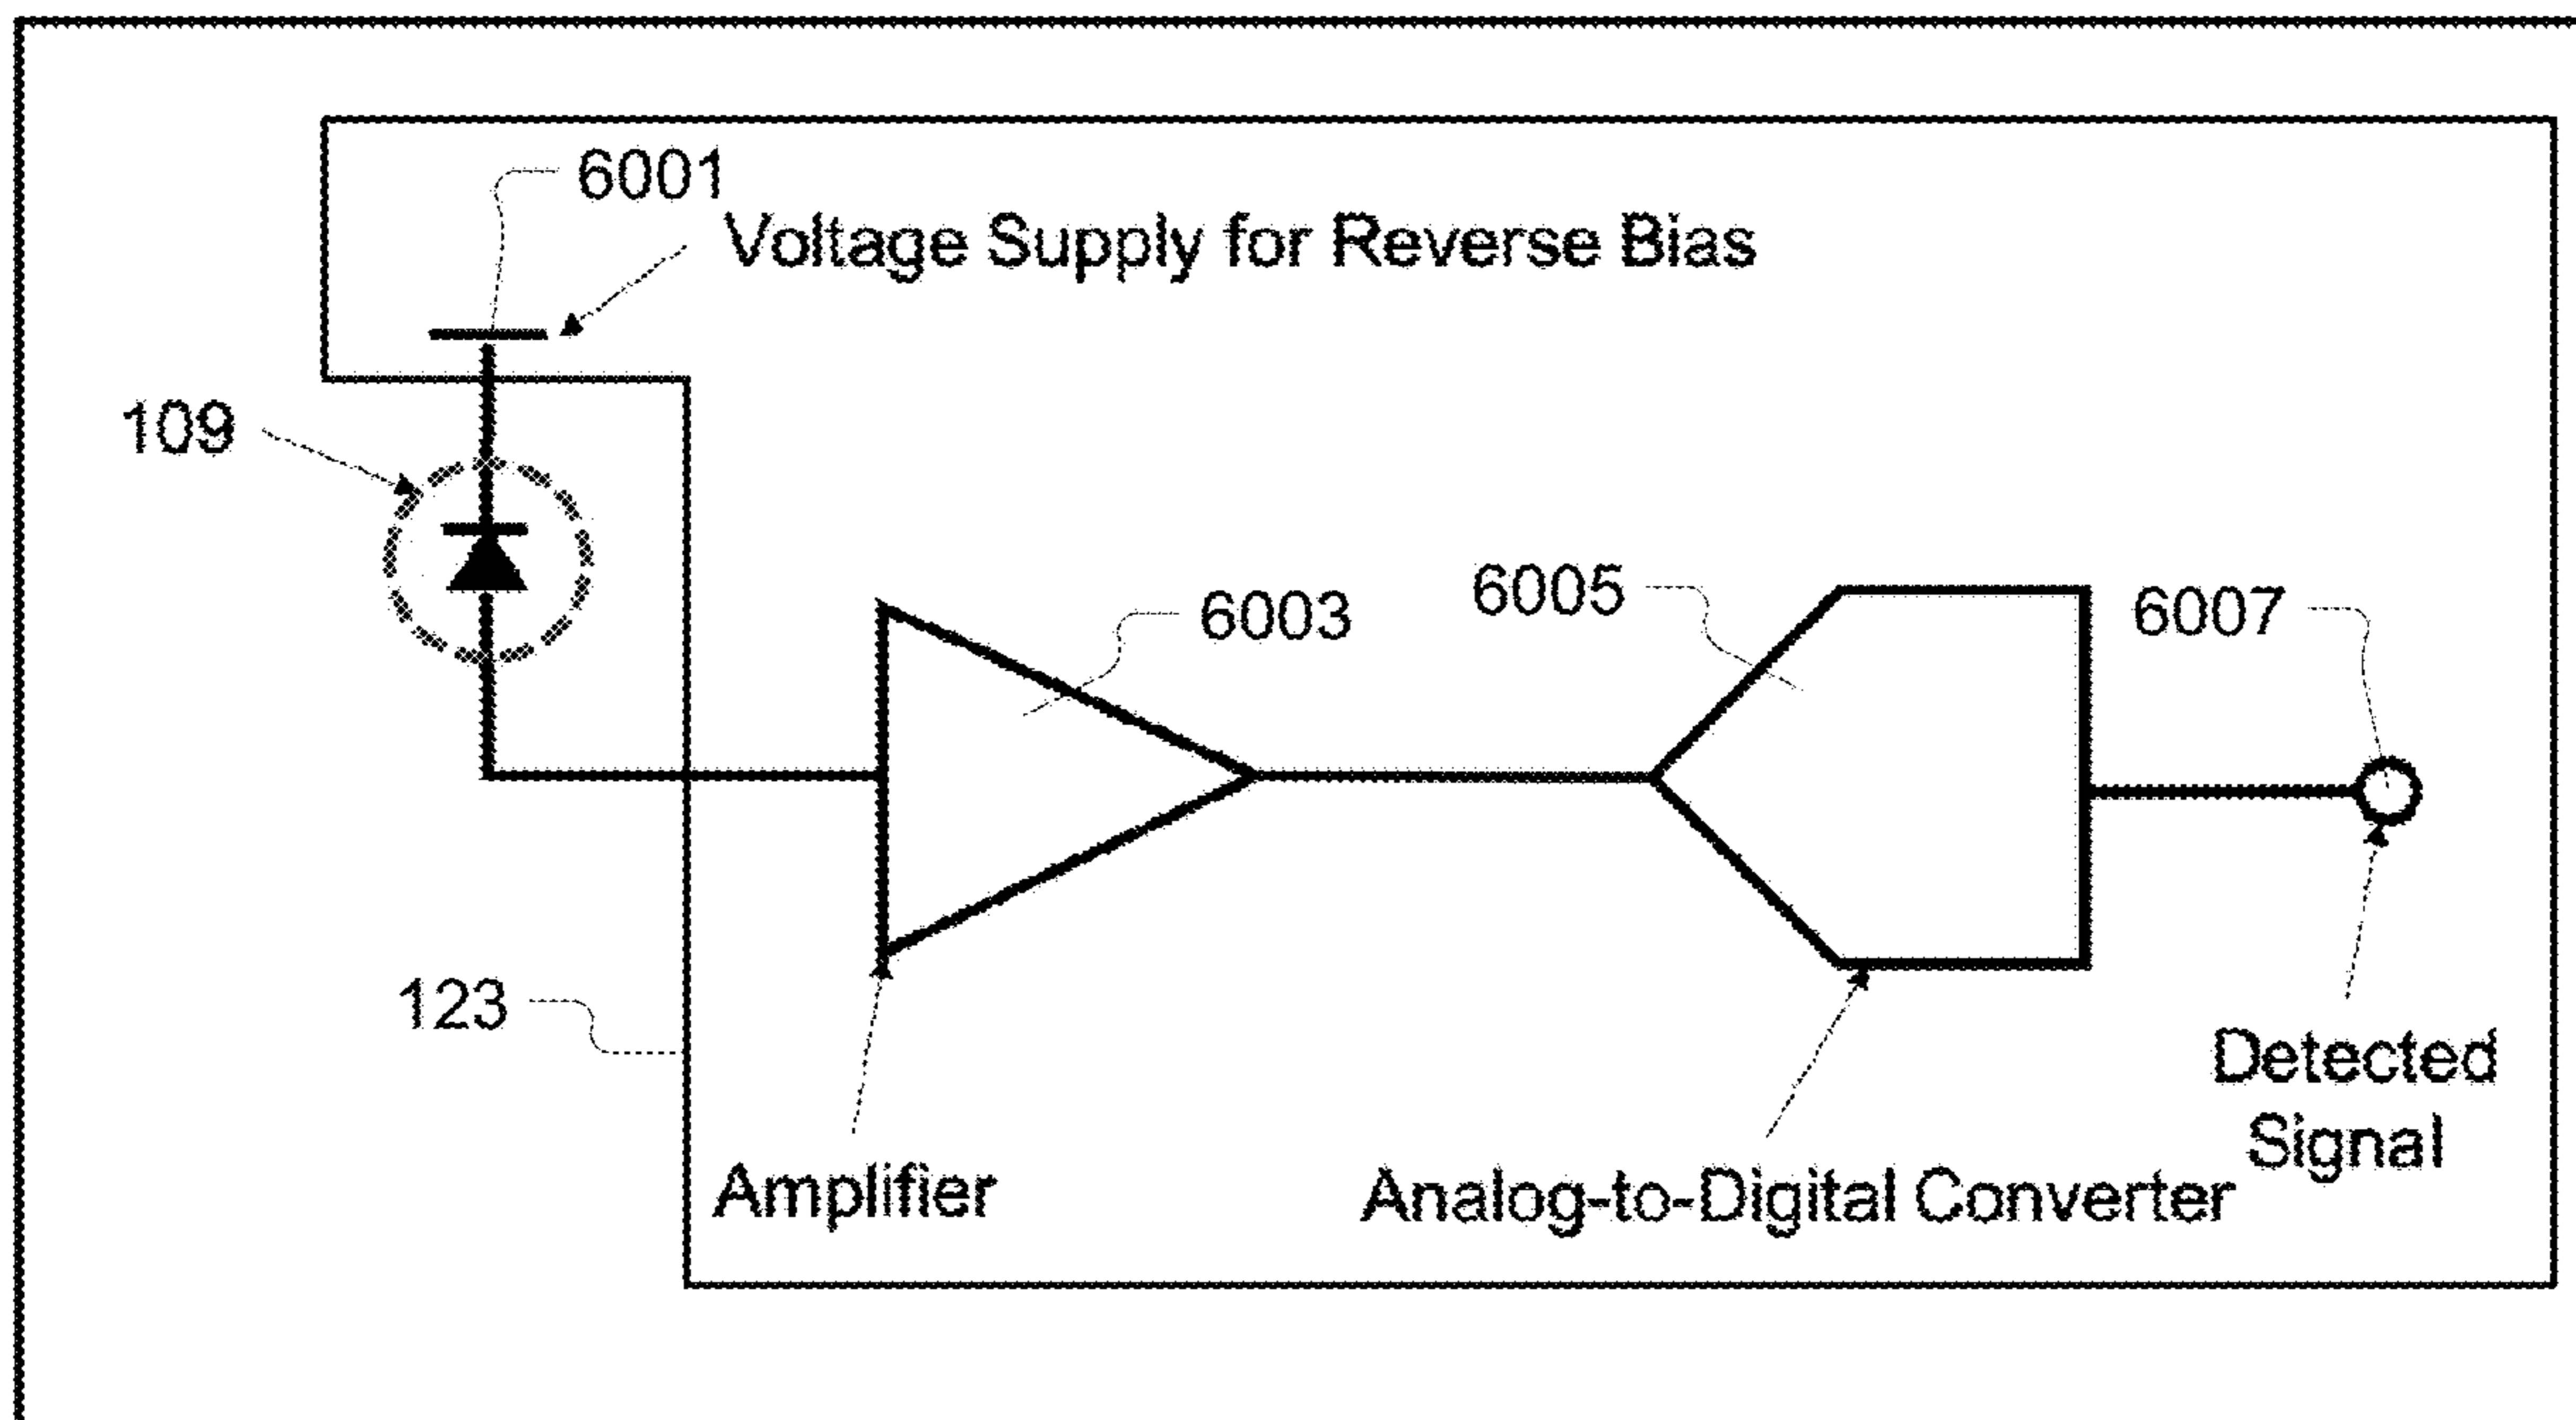 6001
Voltage Supply for Reverse Bias
109
6003
6005
6007
123
Detected
Signal
Amplifier
Analog-to-Digital Converter